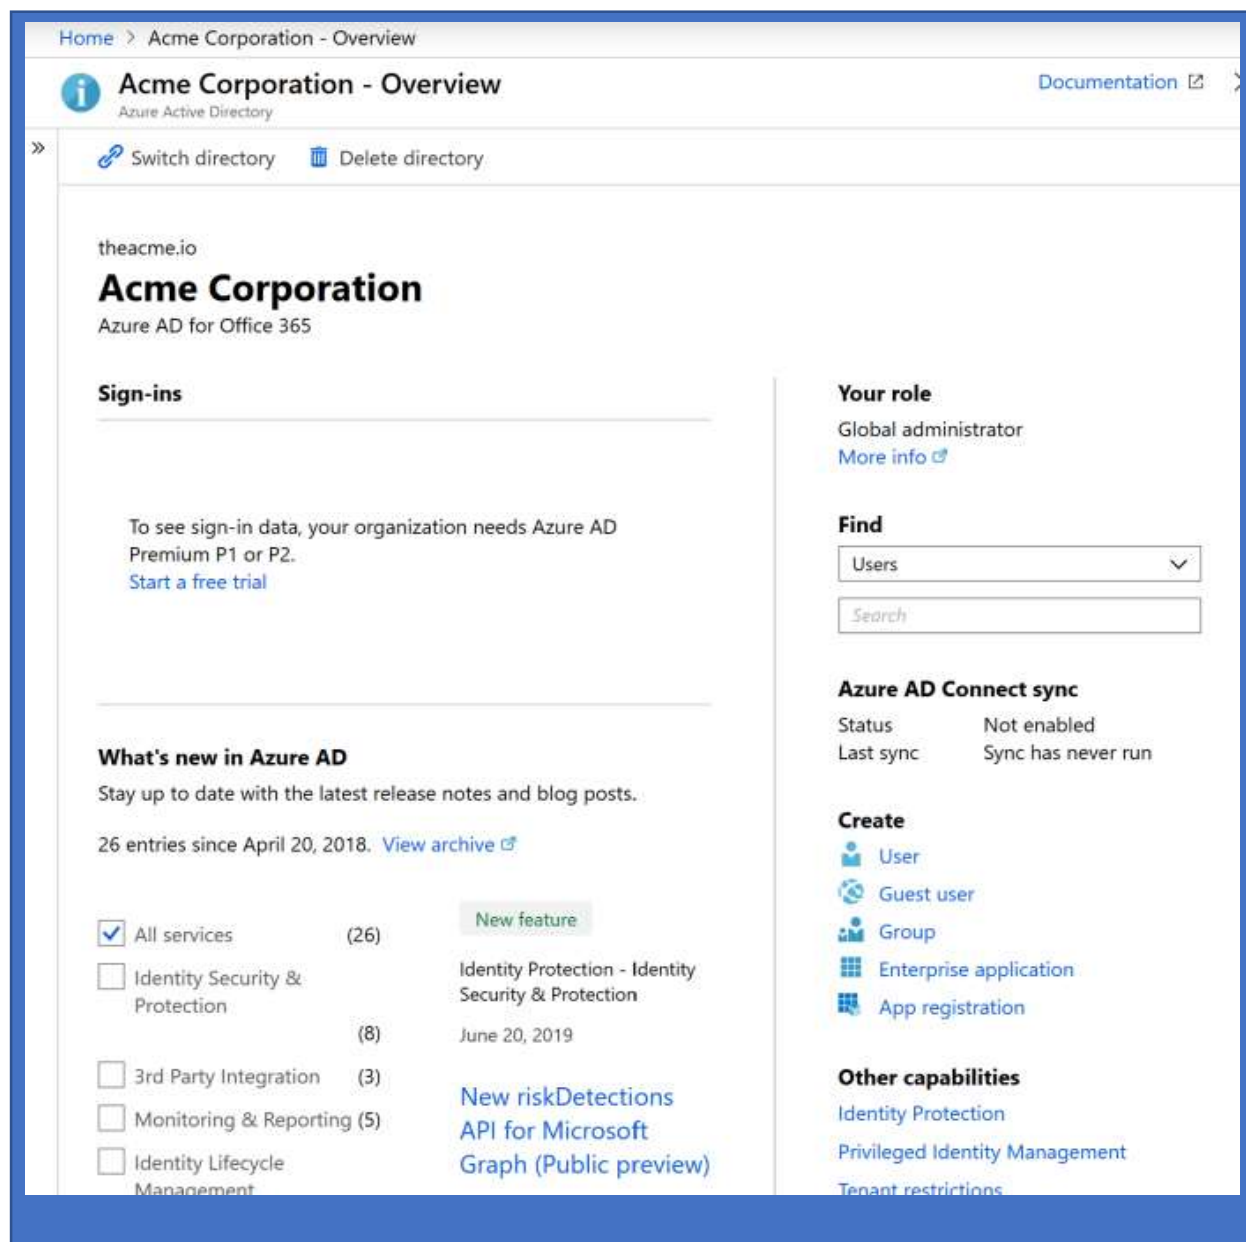 Home > Acme Corporation - Overview
Acme Corporation - Overview
Azure Active Directory
Documentation
Switch directory
Delete directory
theacme.io
Acme Corporation
Azure AD for Office 365
Sign-ins
To see sign-in data, your organization needs Azure AD
Premium P1 or P2.
Start a free trial
What's new in Azure AD
Stay up to date with the latest release notes and blog posts.
26 entries since April 20, 2018. View archive
All services (26)
Identity Security &
Protection
(8)
3rd Party Integration (3)
Monitoring & Reporting (5)
Identity Lifecycle
Management
New feature
Identity Protection - Identity
Security & Protection
June 20, 2019
New riskDetections
API for Microsoft
Graph (Public preview)
Your role
Global administrator
More info
Find
Users
Search
Azure AD Connect sync
Status Not enabled
Last sync Sync has never run
Create
User
Guest user
Group
Enterprise application
App registration
Other capabilities
Identity Protection
Privileged Identity Management
Tenant restrictions